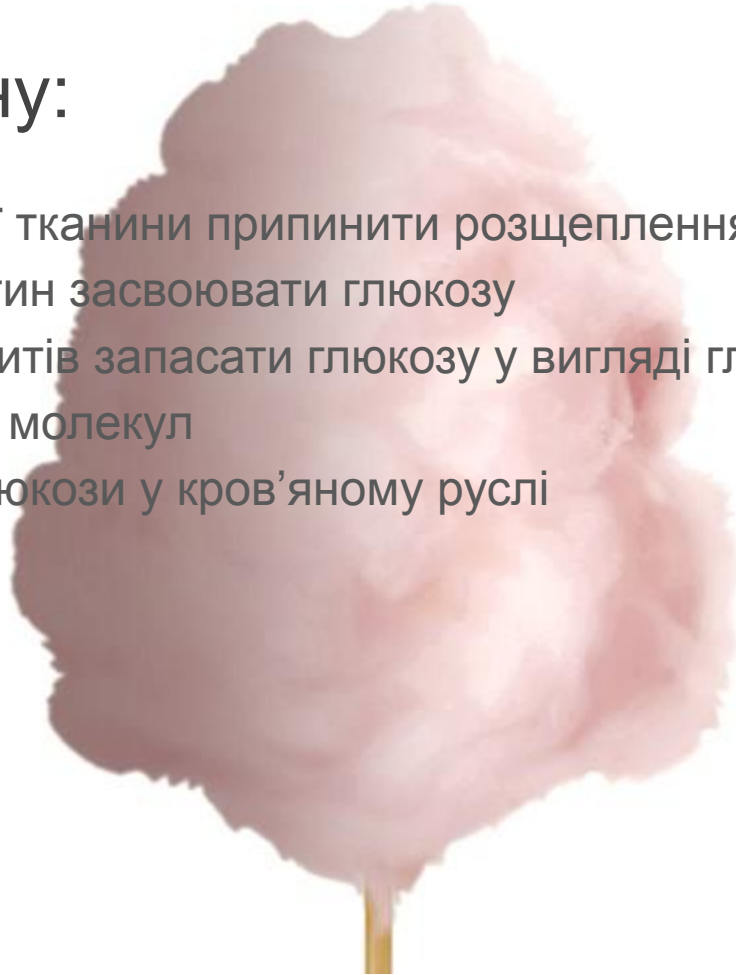 ну:
ї тканини припинити розщеплення
тин засвоювати глюкозу
итів запасати глюкозу у вигляді гл
молекул
юкози у кров’яному руслі